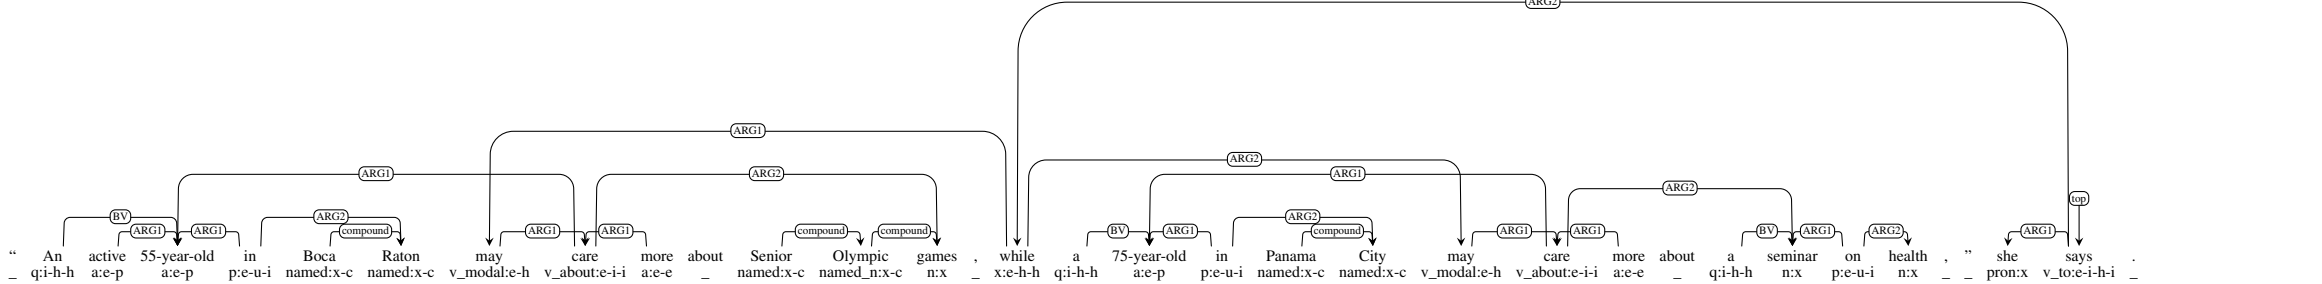 ARG2
ARG1
ARG2
ARG1 ARG2 ARG1
ARG2
top
BV ARG2 ARG2
ARG1 ARG1 compound ARG1 ARG1 compound compound BV ARG1 compound ARG1 ARG1 BV ARG1 ARG2 ARG1
“ An active 55-year-old in Boca Raton may care more about Senior Olympic games , while a 75-year-old in Panama City may care more about a seminar on health , ” she says .
_ q:i-h-h a:e-p a:e-p p:e-u-i named:x-c named:x-c v_modal:e-h v_about:e-i-i a:e-e _ named:x-c named_n:x-c n:x _ x:e-h-h q:i-h-h a:e-p p:e-u-i named:x-c named:x-c v_modal:e-h v_about:e-i-i a:e-e _ q:i-h-h n:x p:e-u-i n:x _ _ pron:x v_to:e-i-h-i _